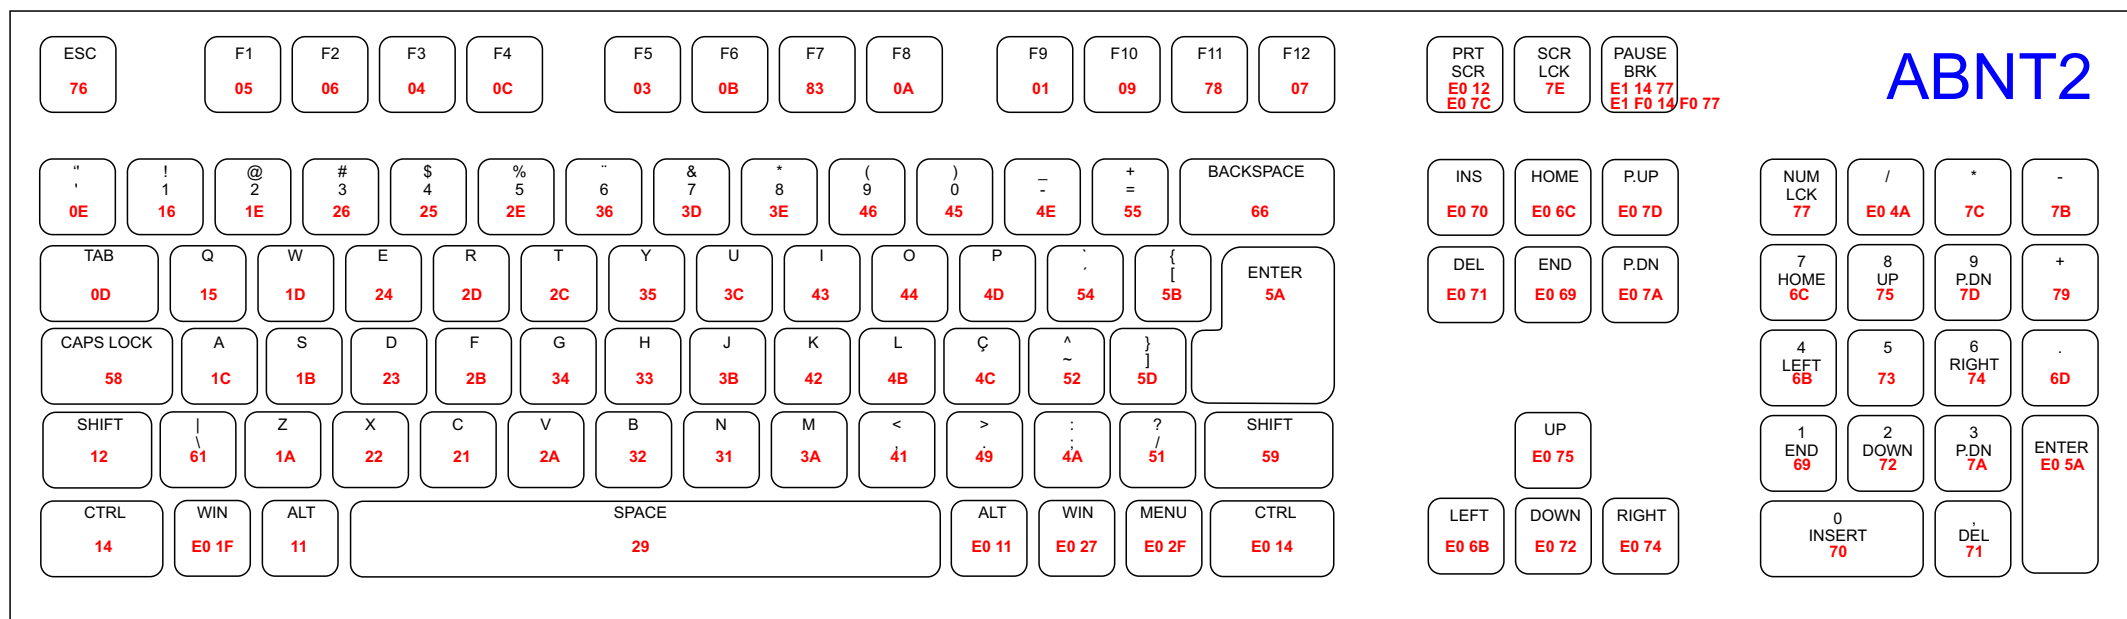 ESC F1 F2 F3 F4 F5 F6 F7 F8 F9 F10 F11 F12 PRT SCR PAUSE
SCR LCK BRK
76 05 06 04 0C 03 0B 83 0A 01 09 78 07 E0 12 7E E1 14 77
E0 7C E1 F0 14 F0 77
ABNT2
" ! @ # $ % ¨ & * ( ) _ + BACKSPACE INS HOME P.UP NUM / * -
' 1 2 3 4 5 6 7 8 9 0 - = LCK
0E 16 1E 26 25 2E 36 3D 3E 46 45 4E 55 66 E0 70 E0 6C E0 7D 77 E0 4A 7C 7B
TAB Q W E R T Y U I O P ` { ENTER DEL END P.DN 7 8 9 +
´ [ HOME UP P.DN
0D 15 1D 24 2D 2C 35 3C 43 44 4D 54 5B 5A E0 71 E0 69 E0 7A 6C 75 7D 79
CAPS LOCK A S D F G H J K L Ç ^ } 4 5 6 .
~ ] LEFT RIGHT
58 1C 1B 23 2B 34 33 3B 42 4B 4C 52 5D 6B 73 74 6D
SHIFT | Z X C V B N M < > : ? SHIFT UP 1 2 3 ENTER
\ , . ; / END DOWN P.DN
12 61 1A 22 21 2A 32 31 3A 41 49 4A 51 59 E0 75 69 72 7A E0 5A
CTRL WIN ALT SPACE ALT WIN MENU CTRL LEFT DOWN RIGHT 0 ,
INSERT DEL
14 E0 1F 11 29 E0 11 E0 27 E0 2F E0 14 E0 6B E0 72 E0 74 70 71